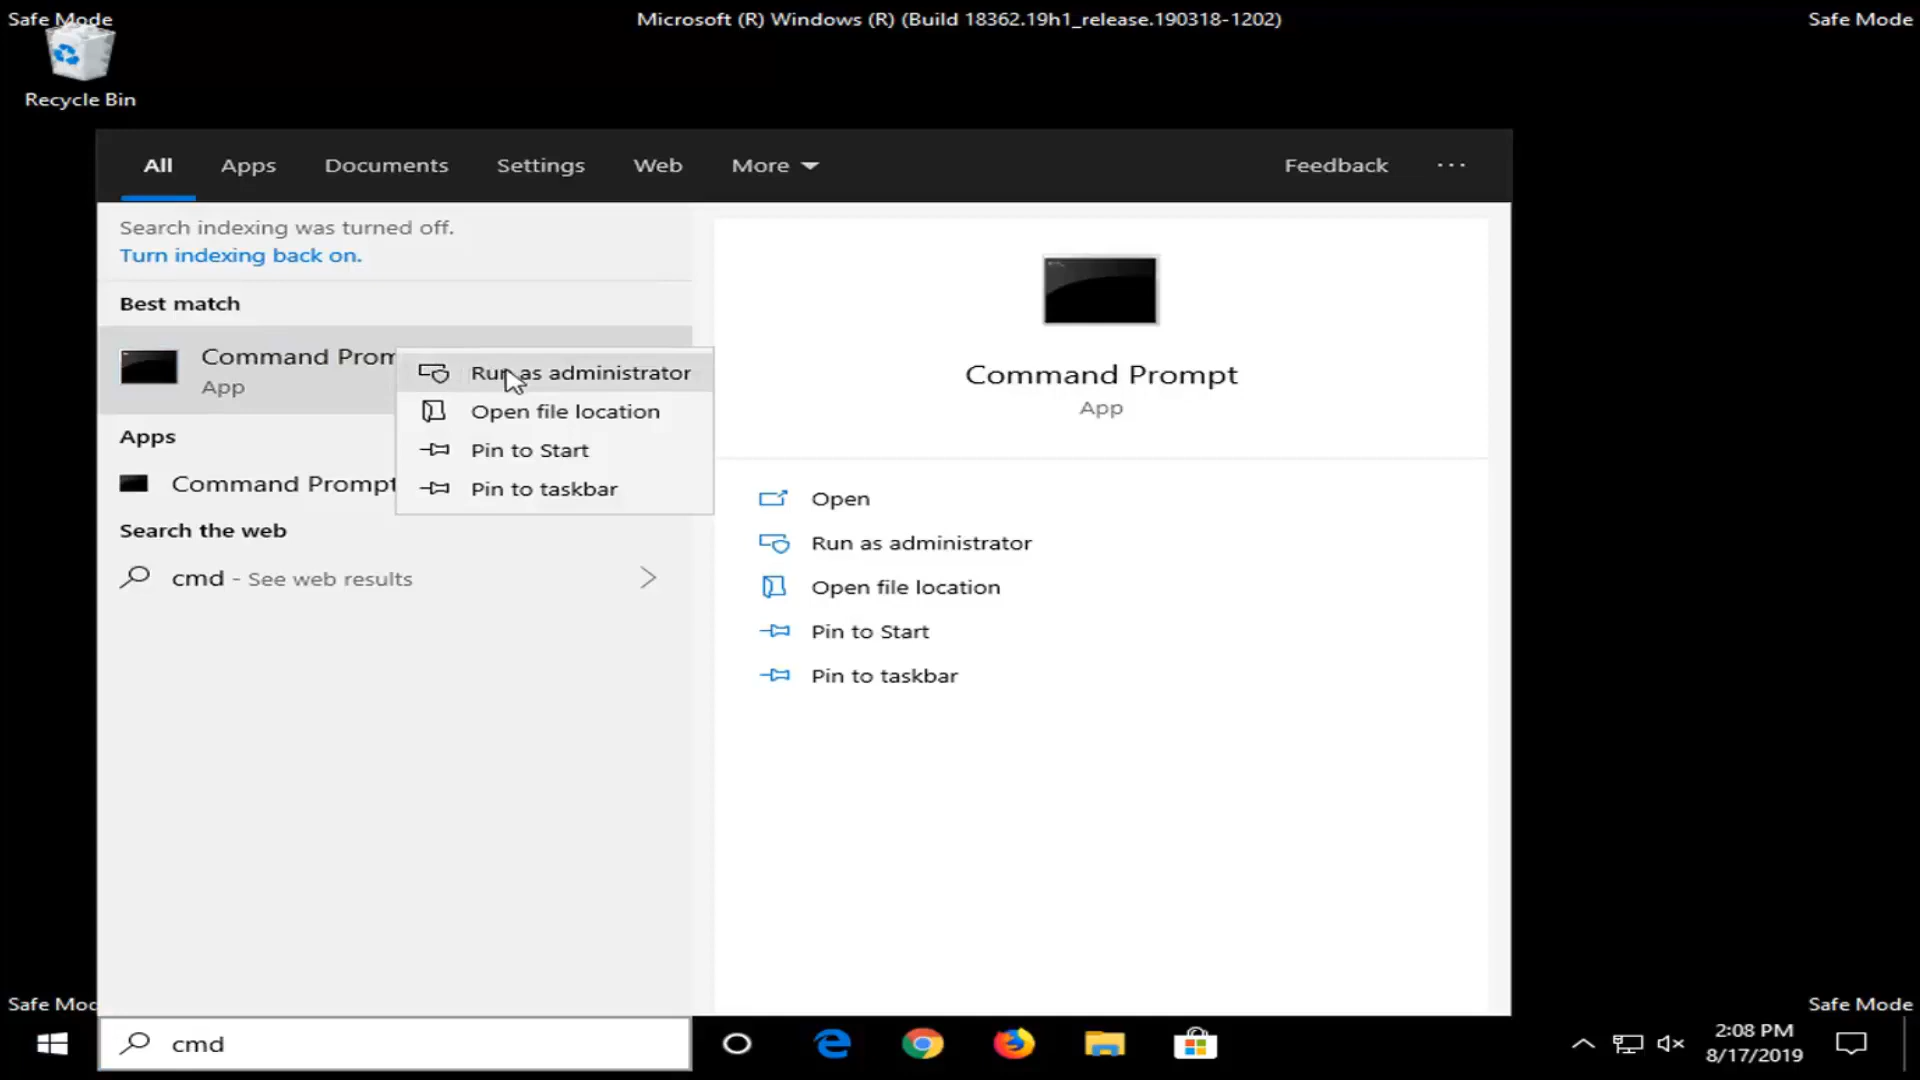 Safe Mode
Microsoft (R) Windows (R) (Build 18362.19h1_release.190318-1202)
Safe Mode
Recycle Bin
All
Apps
Documents
Settings
Web
More
Feedback
Search indexing was turned off.
Turn indexing back on.
Best match
Command Prom
App
Run as administrator
Open file location
Pin to Start
Pin to taskbar
Apps
Command Prompt
Search the web
cmd - See web results
Command Prompt
App
Open
Run as administrator
Open file location
Pin to Start
Pin to taskbar
Safe Mod
Safe Mode
cmd
2:08 PM
8/17/2019